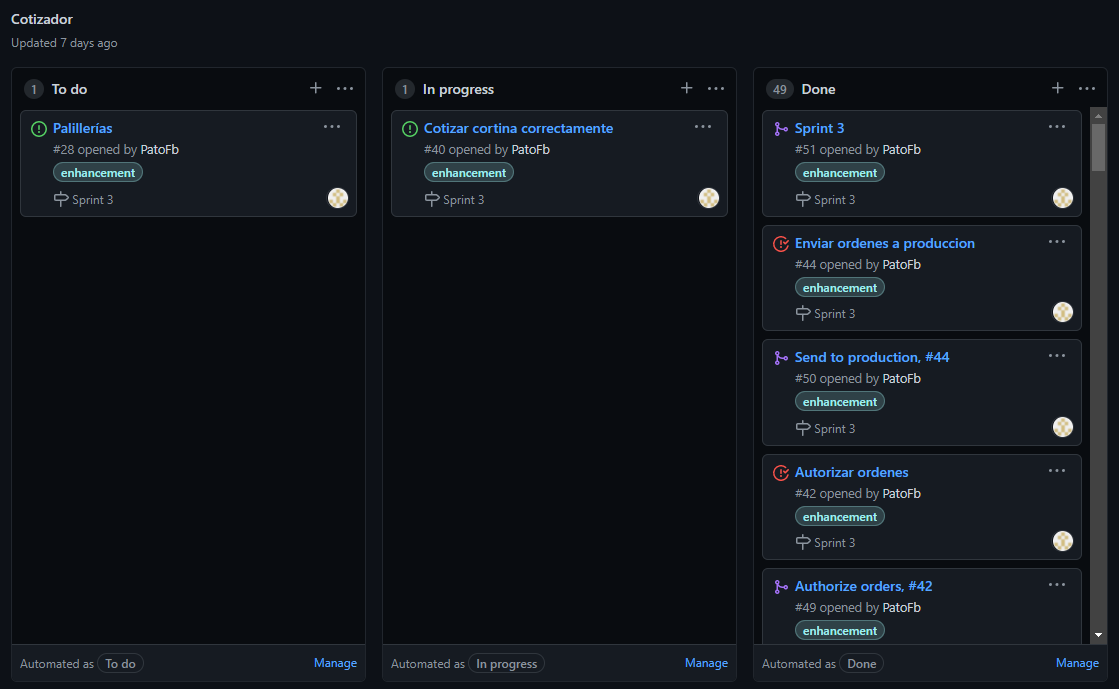 Cotizador
Updated 7 days ago
1 To do
Palillerías
#28 opened by PatoFb
enhancement
Sprint 3
Automated as To do
Manage
1 In progress
Cotizar cortina correctamente
#40 opened by PatoFb
enhancement
Sprint 3
Automated as In progress
Manage
49 Done
Sprint 3
#51 opened by PatoFb
enhancement
Sprint 3
Enviar ordenes a produccion
#44 opened by PatoFb
enhancement
Sprint 3
Send to production, #44
#50 opened by PatoFb
enhancement
Sprint 3
Autorizar ordenes
#42 opened by PatoFb
enhancement
Sprint 3
Authorize orders, #42
#49 opened by PatoFb
enhancement
Automated as Done
Manage